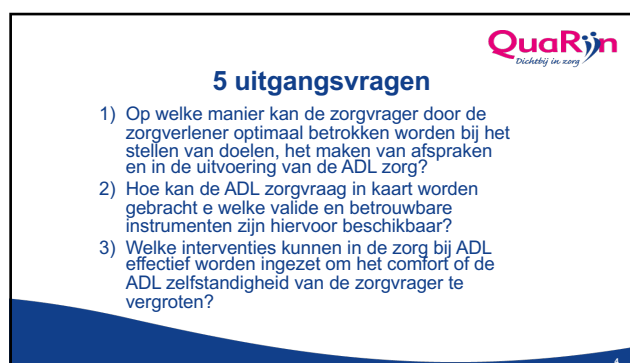 QuaRijn
Dichtbij in zorg
5 uitgangsvragen
1) Op welke manier kan de zorgvrager door de
zorgverlener optimaal betrokken worden bij het
stellen van doelen, het maken van afspraken
en in de uitvoering van de ADL zorg?
2) Hoe kan de ADL zorgvraag in kaart worden
gebracht e welke valide en betrouwbare
instrumenten zijn hiervoor beschikbaar?
3) Welke interventies kunnen in de zorg bij ADL
effectief worden ingezet om het comfort of de
ADL zelfstandigheid van de zorgvrager te
vergroten?
4